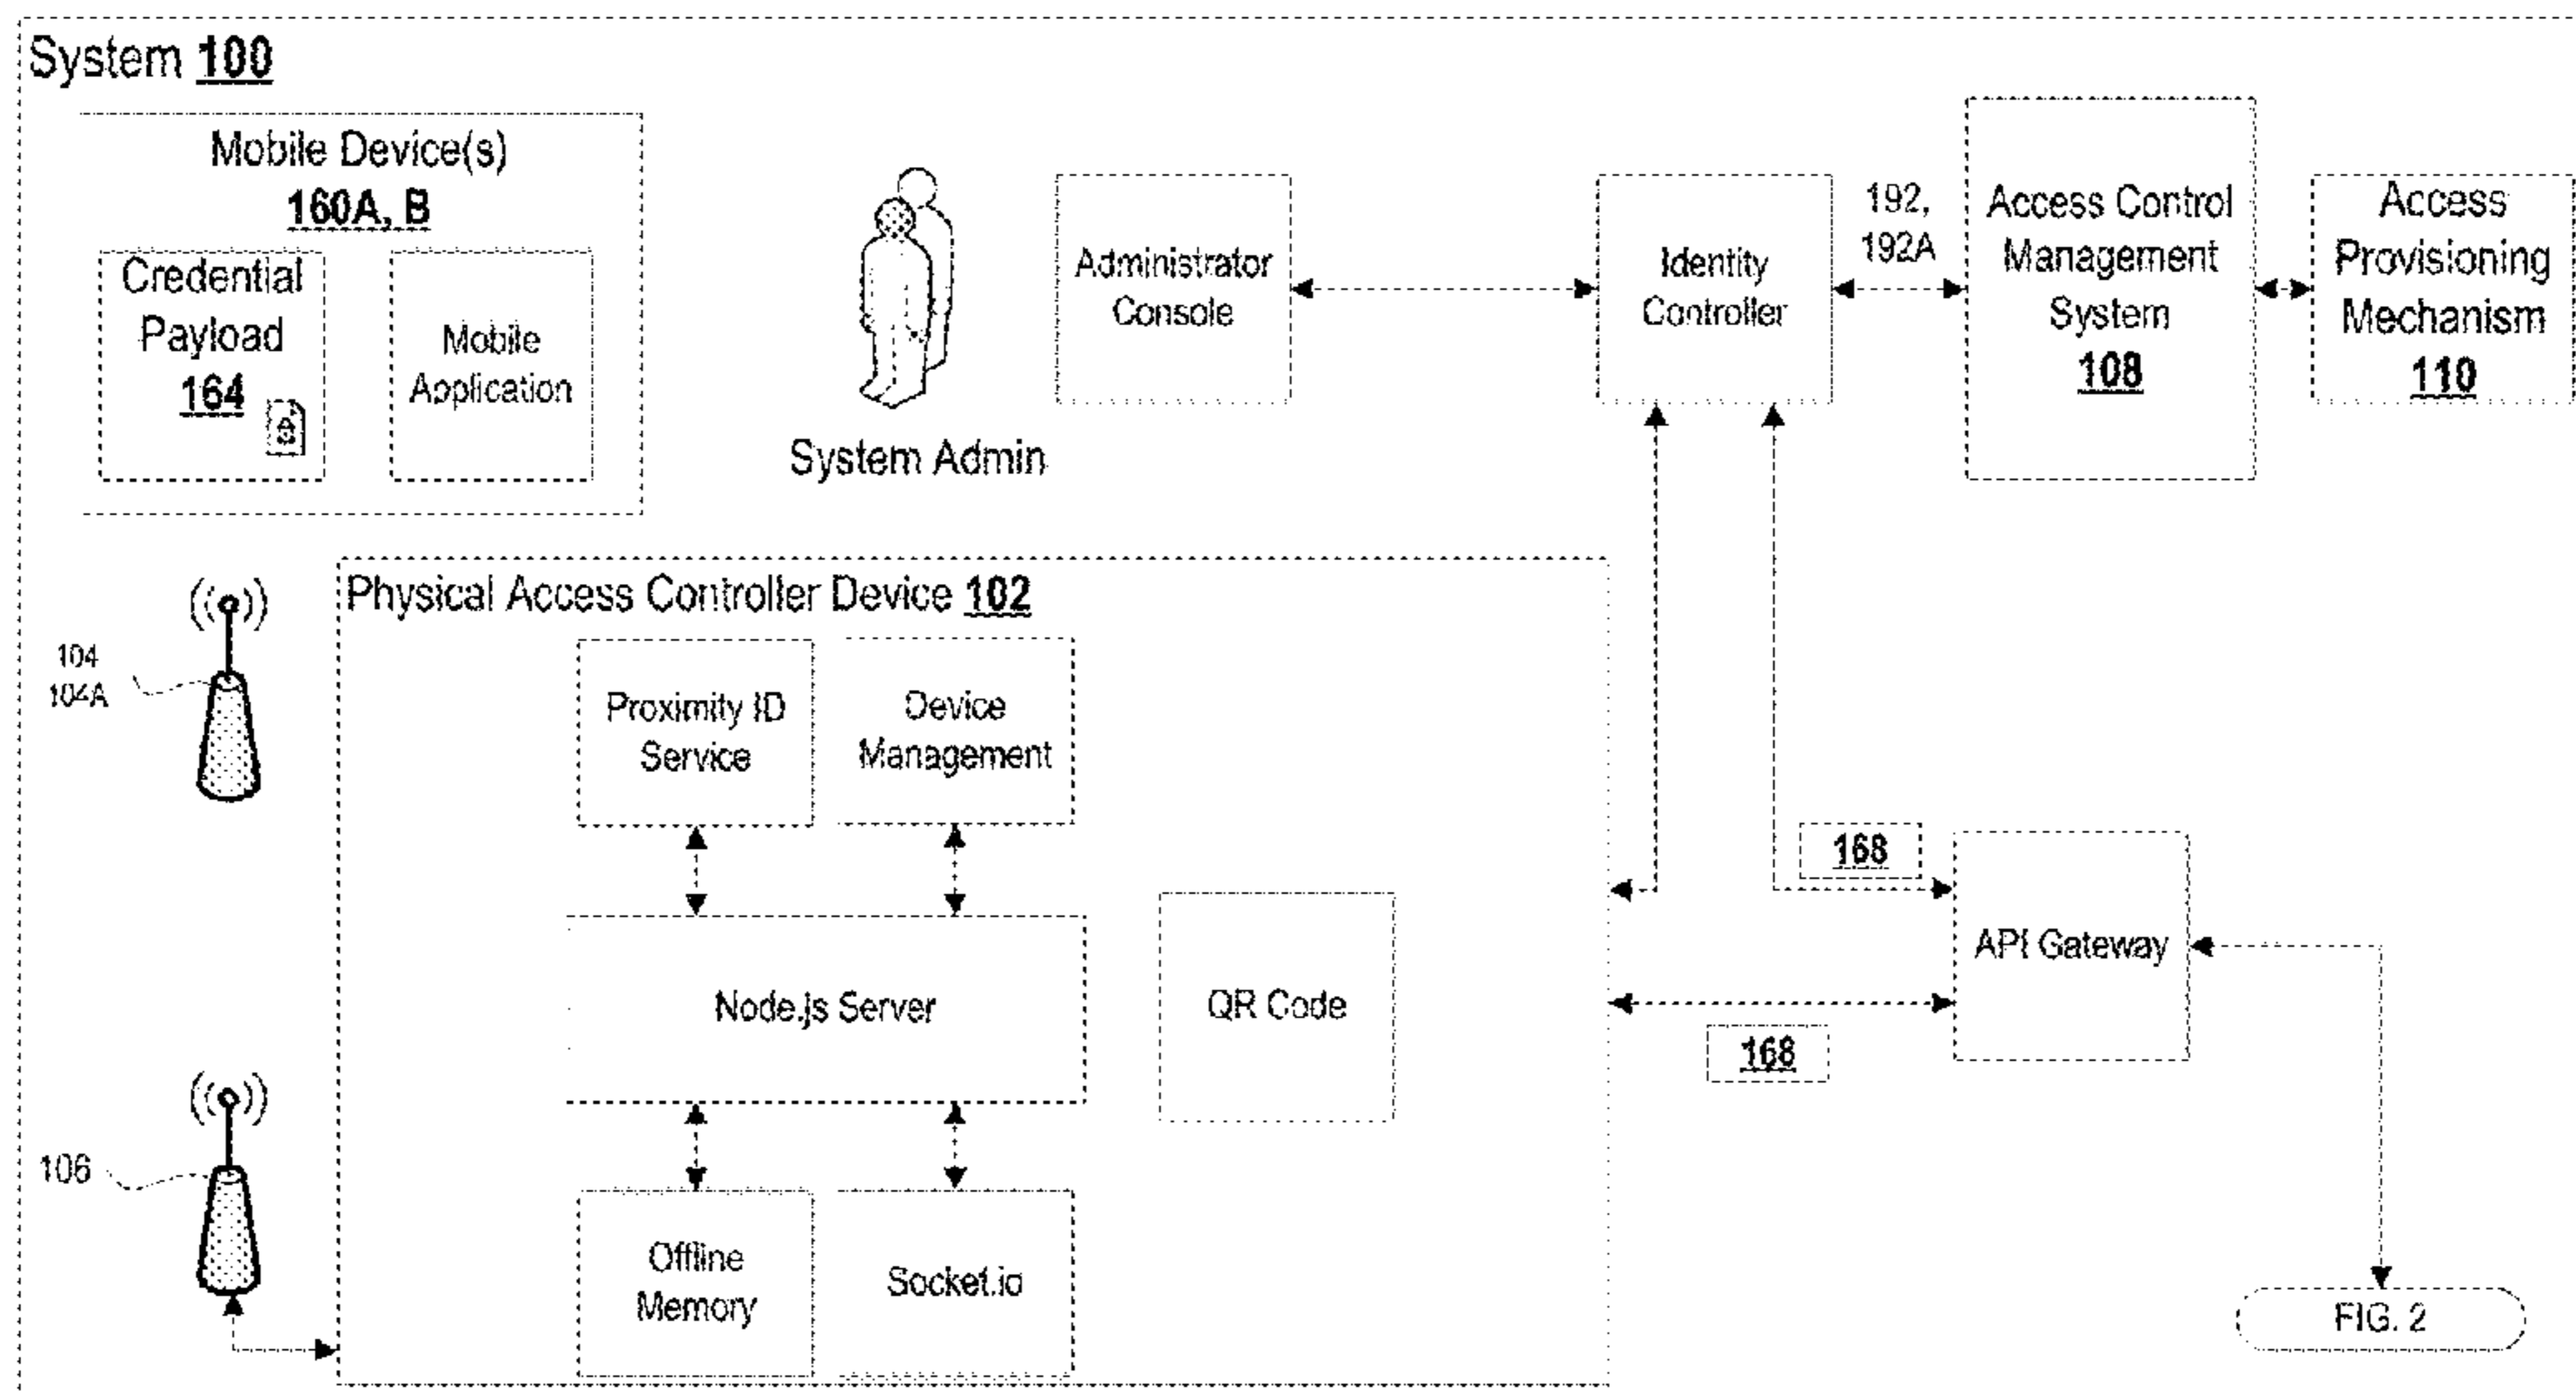 System 100
Mobile Device(s)
160A, B
Credential
Payload
164
Mobile
Application
System Admin
Administrator
Console
Identity
Controller
192,
192A
Access Control
Management
System
108
Access
Provisioning
Mechanism
110
104
104A
106
Physical Access Controller Device 102
Proximity ID
Service
Device
Management
Node.js Server
QR Code
Offline
Memory
Socket.io
168
168
API Gateway
FIG. 2